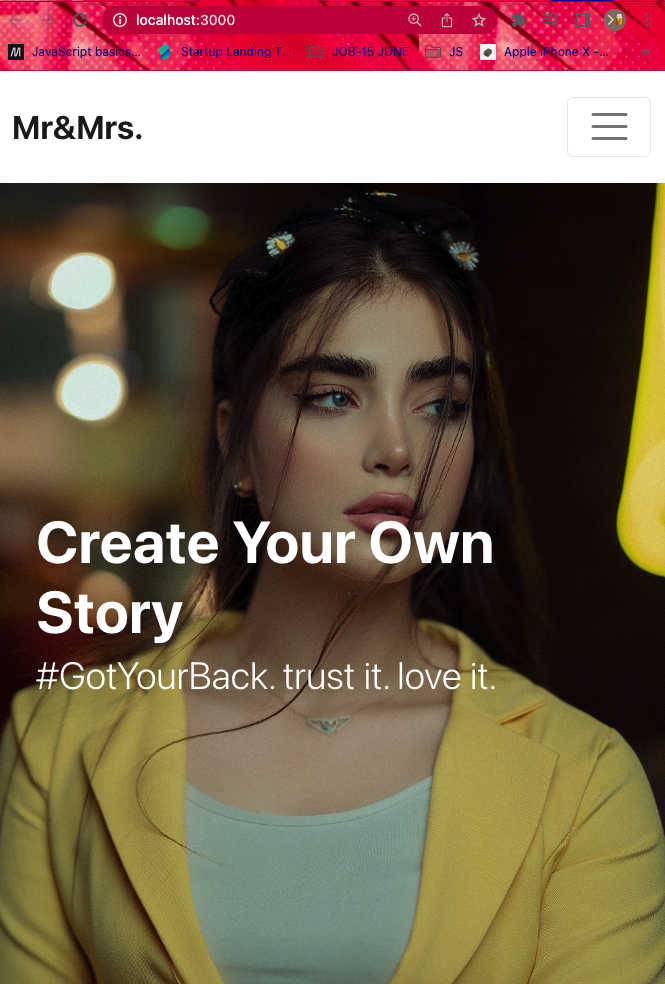 localhost:3000
JavaScript basics...
Startup Landing T...
JOB-15 JUNE
JS
Apple iPhone X -...
Mr&Mrs.
Create Your Own
Story
#GotYourBack. trust it. love it.